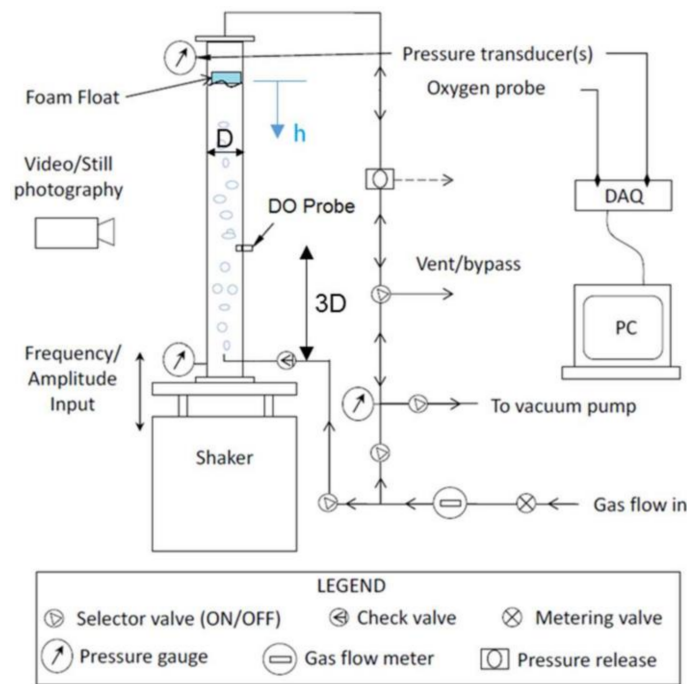 Pressure transducer(s)
Oxygen probe
Foam Float
h
D
Video/Still
photography
DO Probe
DAQ
Vent/bypass
3D
PC
Frequency/
Amplitude
Input
To vacuum pump
Shaker
Gas flow in
LEGEND
Selector valve (ON/OFF)
Check valve
Metering valve
Pressure gauge
Gas flow meter
Pressure release